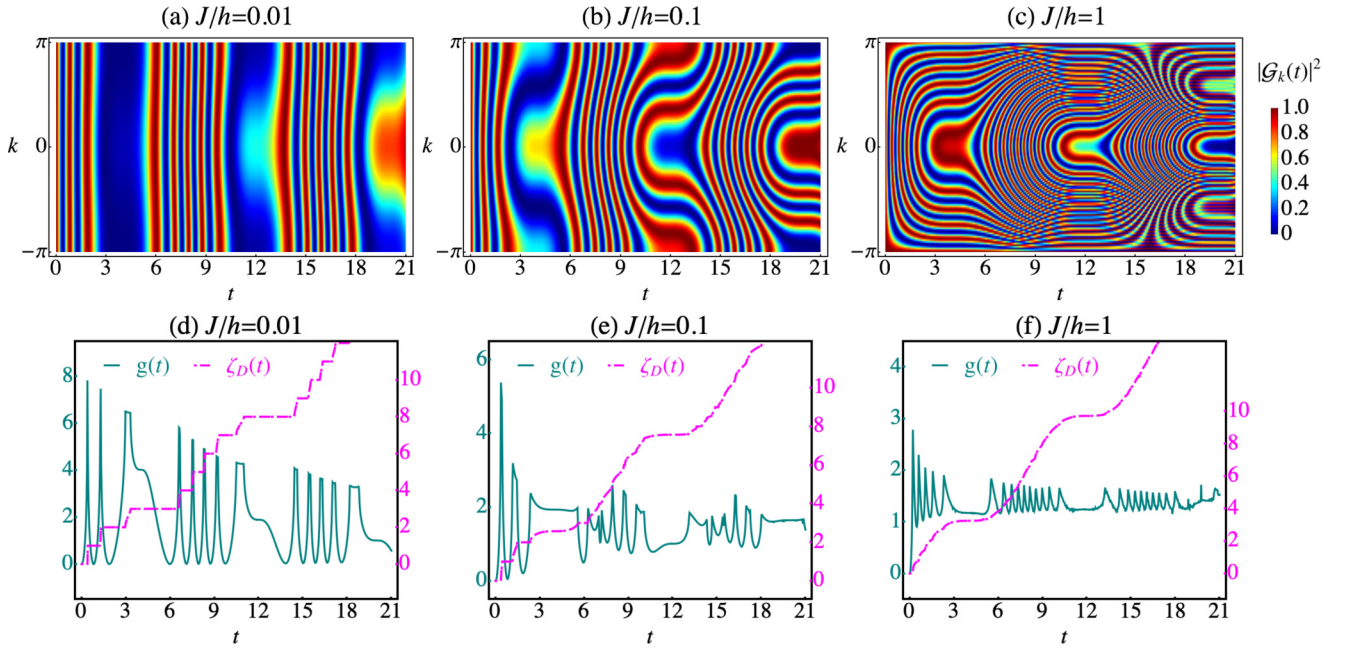 (a) J/h=0.01
(b) J/h=0.1
(c) J/h=1
π
k 0
−π
0 3 6 9 12 15 18 21
t
π
k 0
−π
0 3 6 9 12 15 18 21
t
π
k 0
−π
0 3 6 9 12 15 18 21
t
|𝒢ₖ(t)|²
1.0
0.8
0.6
0.4
0.2
0
(d) J/h=0.01
g(t) ζ_D(t)
8
6
4
2
0
10
8
6
4
2
0
0 3 6 9 12 15 18 21
t
(e) J/h=0.1
g(t) ζ_D(t)
6
4
2
0
10
8
6
4
2
0
0 3 6 9 12 15 18 21
t
(f) J/h=1
g(t) ζ_D(t)
4
3
2
1
0
10
8
6
4
2
0
0 3 6 9 12 15 18 21
t